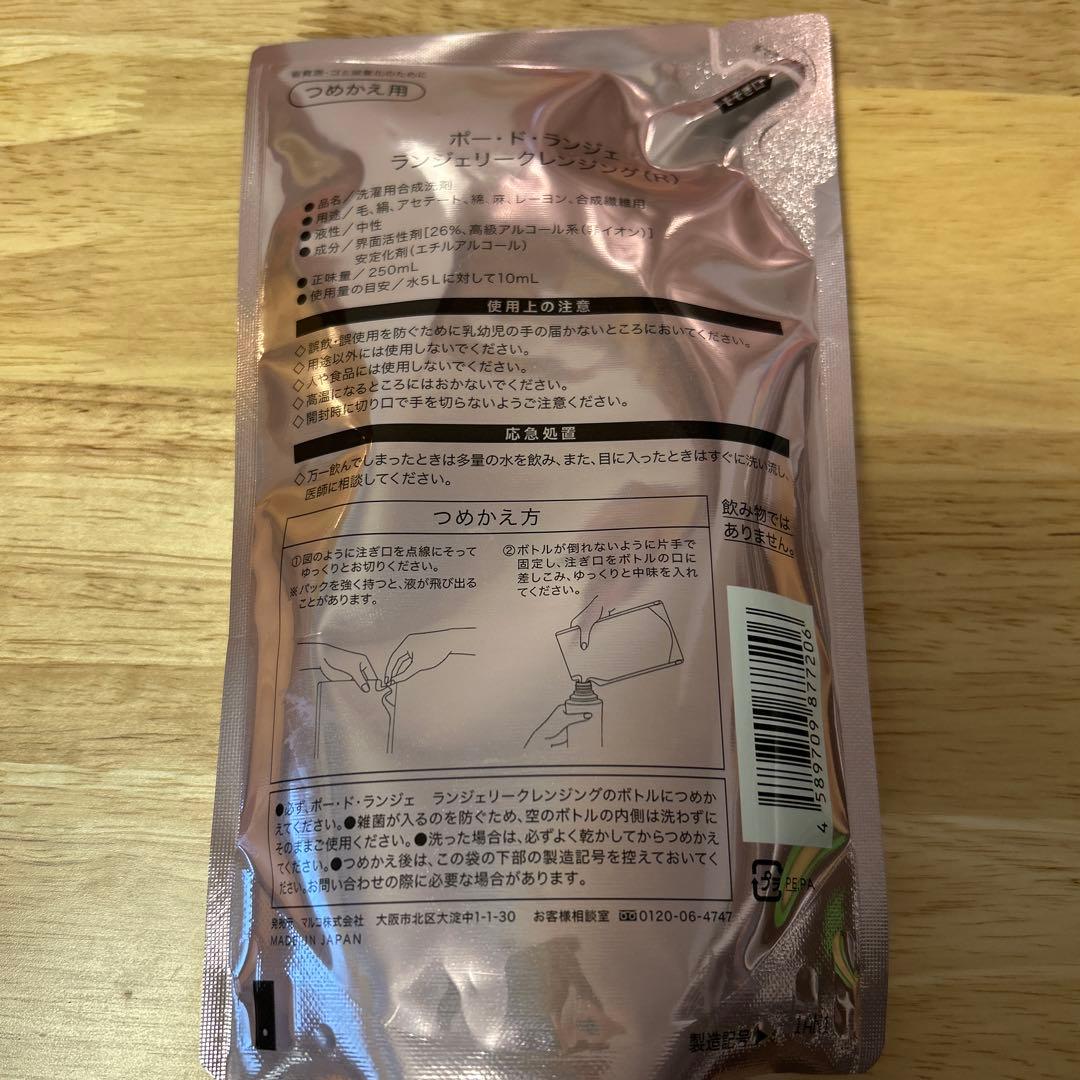 省資源・ゴミ減量化のために
つめかえ用
ポー・ド・ランジェ
ランジェリークレンジング(R)
●品名/洗濯用合成洗剤
●用途/毛、絹、アセテート、綿、麻、レーヨン、合成繊維用
●液性/中性
●成分/界面活性剤[26%、高級アルコール系(非イオン)]
安定化剤(エチルアルコール)
●正味量/250mL
●使用量の目安/水5Lに対して10mL
使用上の注意
◇誤飲・誤使用を防ぐために乳幼児の手の届かないところにおいてください。
◇用途以外には使用しないでください。
◇人や食品には使用しないでください。
◇高温になるところにはおかないでください。
◇開封時に切り口で手を切らないようご注意ください。
応急処置
◇万一飲んでしまったときは多量の水を飲み、また、目に入ったときはすぐに洗い流し、
医師に相談してください。
飲み物では
ありません。
つめかえ方
①図のように注ぎ口を点線にそって
ゆっくりとお切りください。
※パックを強く持つと、液が飛び出る
ことがあります。
②ボトルが倒れないように片手で
固定し、注ぎ口をボトルの口に
差しこみ、ゆっくりと中味を入れ
てください。
4 589709 877206
●必ず、ポー・ド・ランジェ ランジェリークレンジングのボトルにつめか
えてください。●雑菌が入るのを防ぐため、空のボトルの内側は洗わずに
そのままご使用ください。●洗った場合は、必ずよく乾かしてからつめかえ
てください。●つめかえ後は、この袋の下部の製造記号を控えておいてく
ださい。お問い合わせの際に必要な場合があります。
プラ PE,PA
発売元 マルコ株式会社 大阪市北区大淀中1-1-30 お客様相談室 0120-06-4747
MADE IN JAPAN
製造記号▶